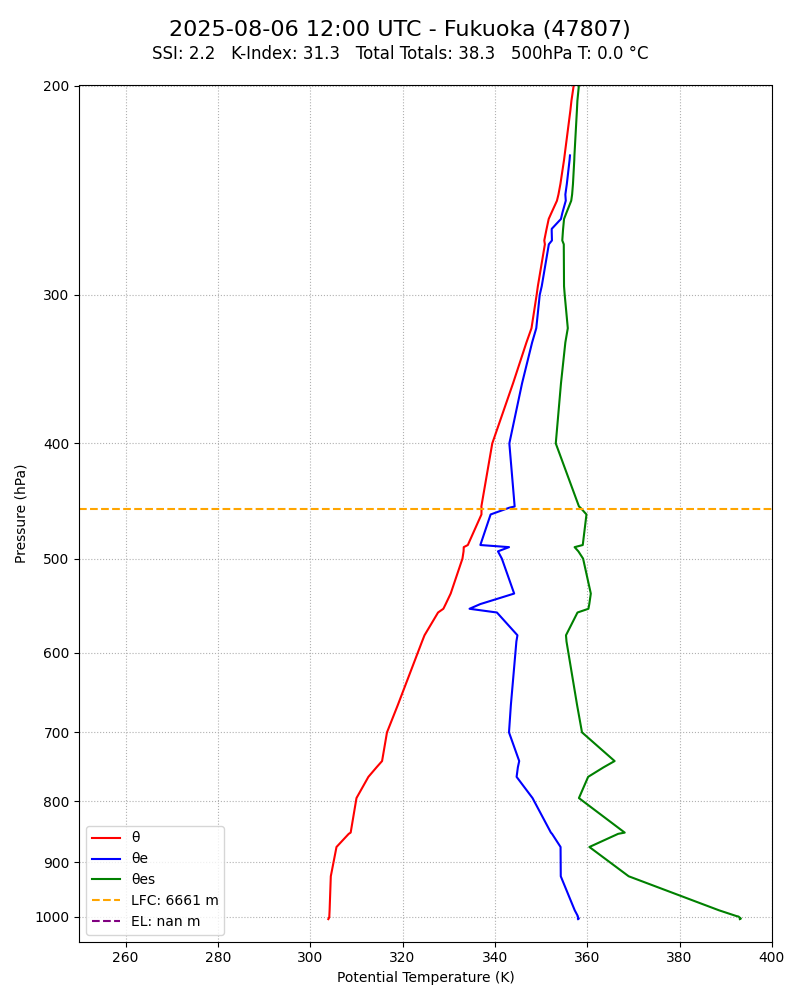 2025-08-06 12:00 UTC - Fukuoka (47807)
SSI: 2.2   K-Index: 31.3   Total Totals: 38.3   500hPa T: 0.0 °C
Pressure (hPa)
200
300
400
500
600
700
800
900
1000
θ
θe
θes
LFC: 6661 m
EL: nan m
260 280 300 320 340 360 380 400
Potential Temperature (K)